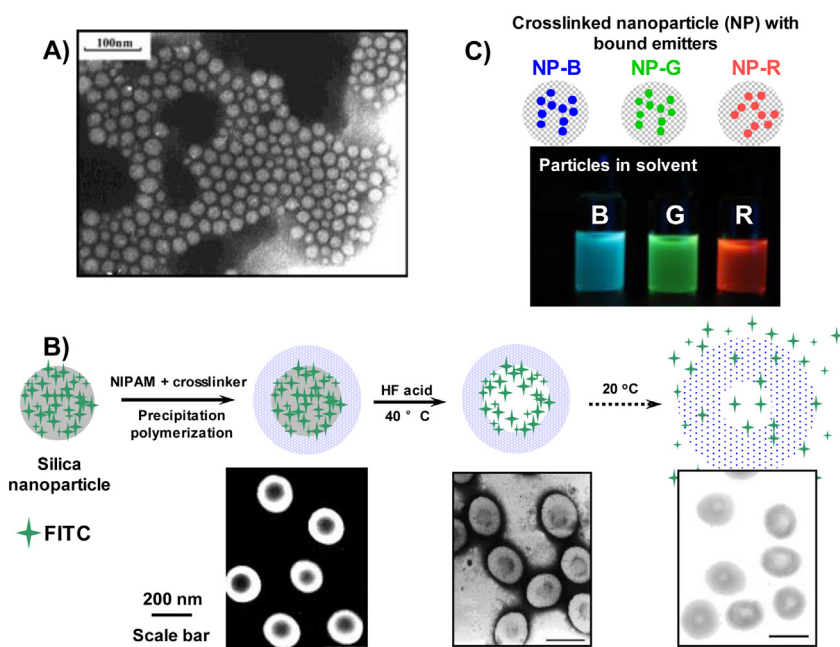 A)
100nm
C)
Crosslinked nanoparticle (NP) with
bound emitters
NP-B NP-G NP-R
Particles in solvent
B G R
B)
NIPAM + crosslinker
Precipitation
polymerization
HF acid
40 ° C
20 ºC
Silica
nanoparticle
FITC
200 nm
Scale bar